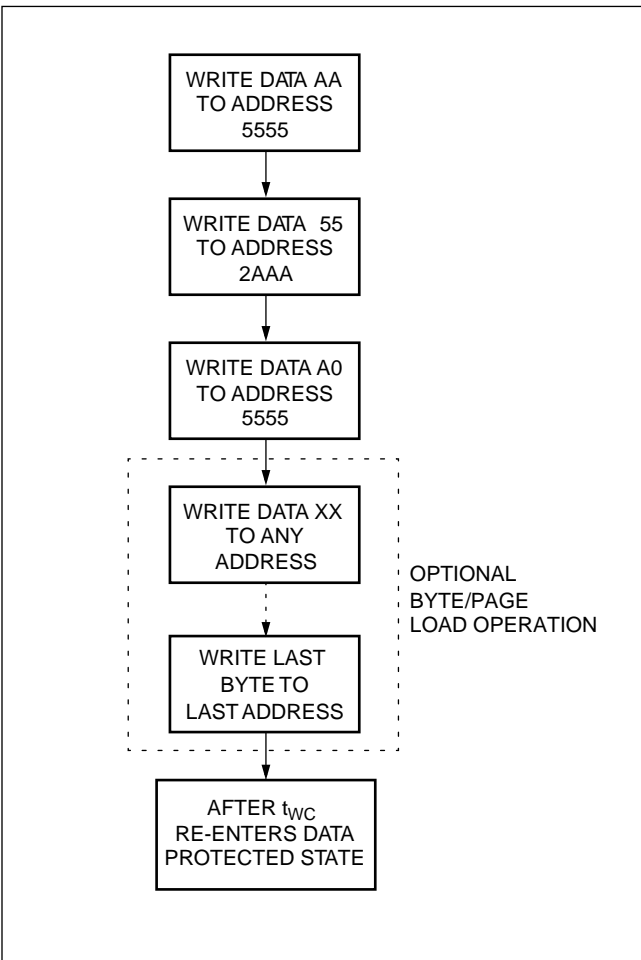 WRITE DATA AA
TO ADDRESS
5555
WRITE DATA 55
TO ADDRESS
2AAA
WRITE DATA A0
TO ADDRESS
5555
WRITE DATA XX
TO ANY
ADDRESS
OPTIONAL
BYTE/PAGE
LOAD OPERATION
WRITE LAST
BYTE TO
LAST ADDRESS
AFTER tWC
RE-ENTERS DATA
PROTECTED STATE